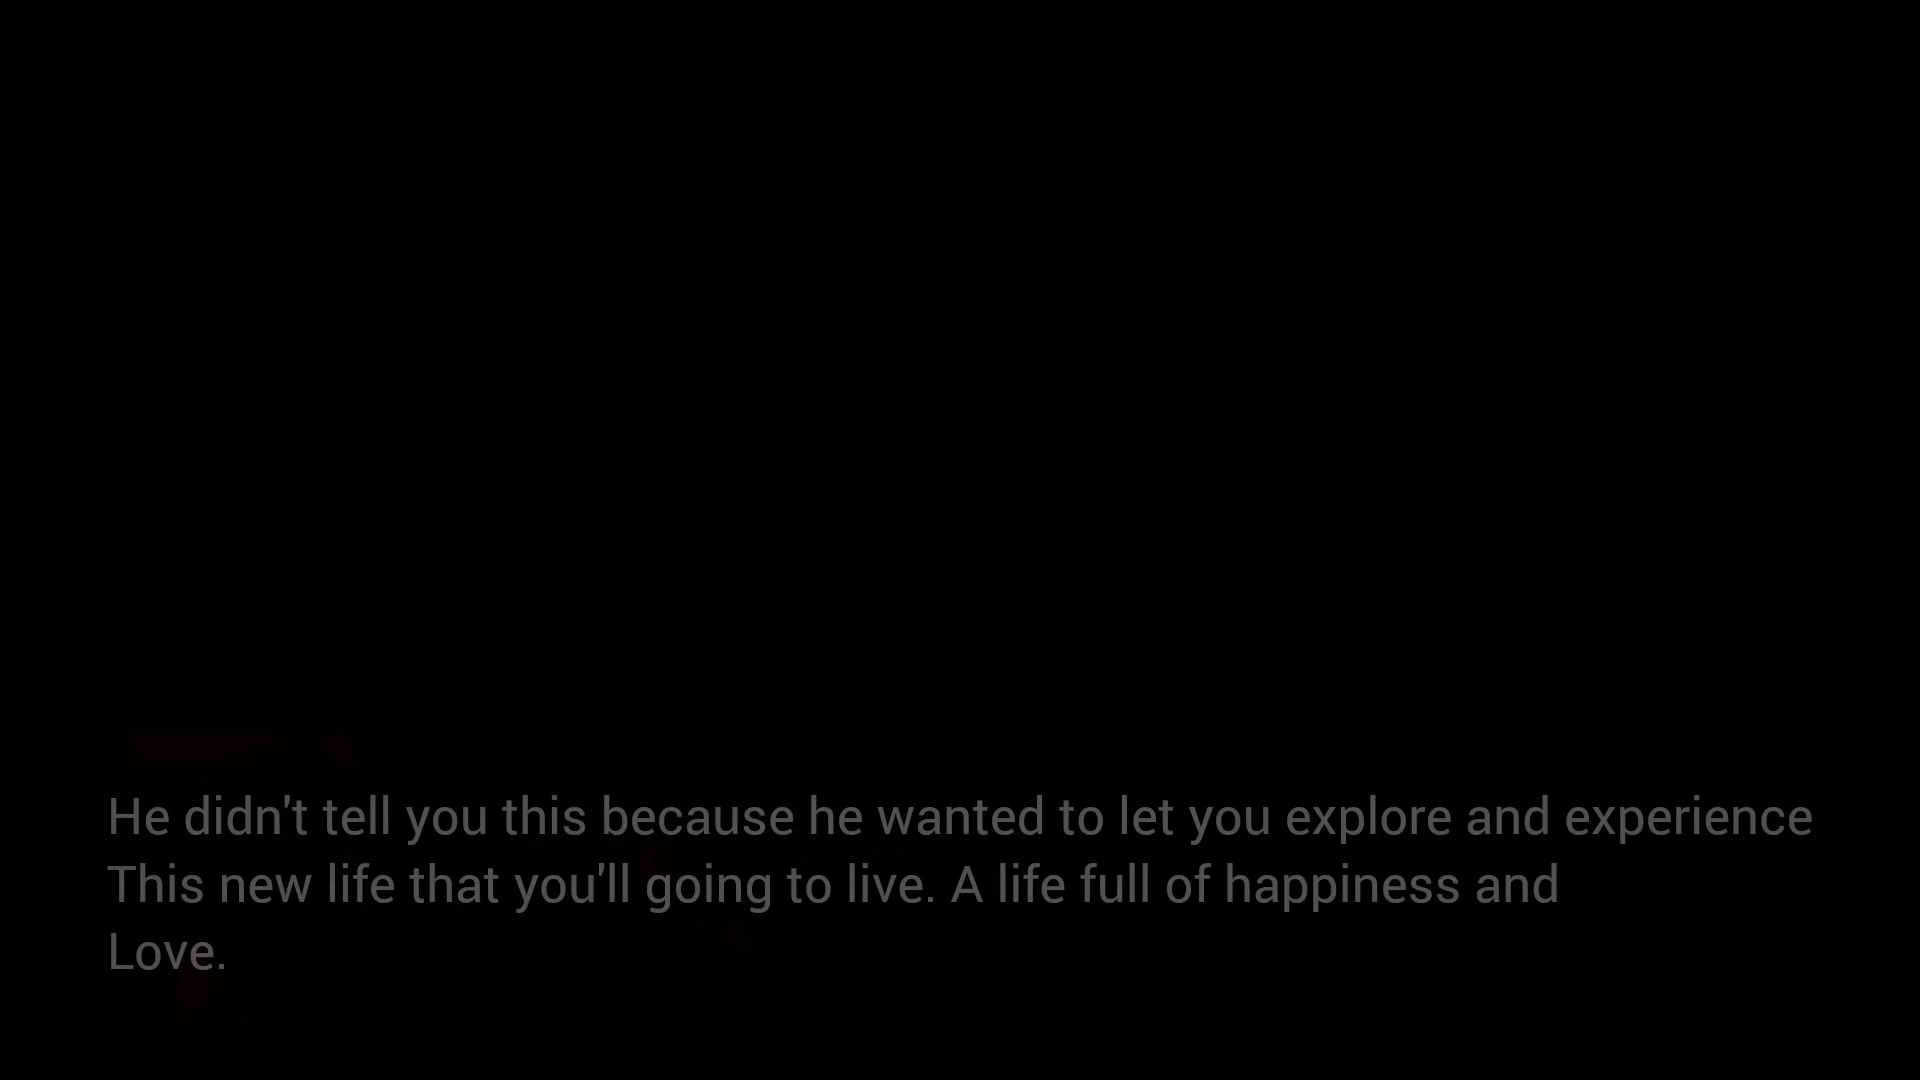 He didn't tell you this because he wanted to let you explore and experience
This new life that you'll going to live. A life full of happiness and
Love.